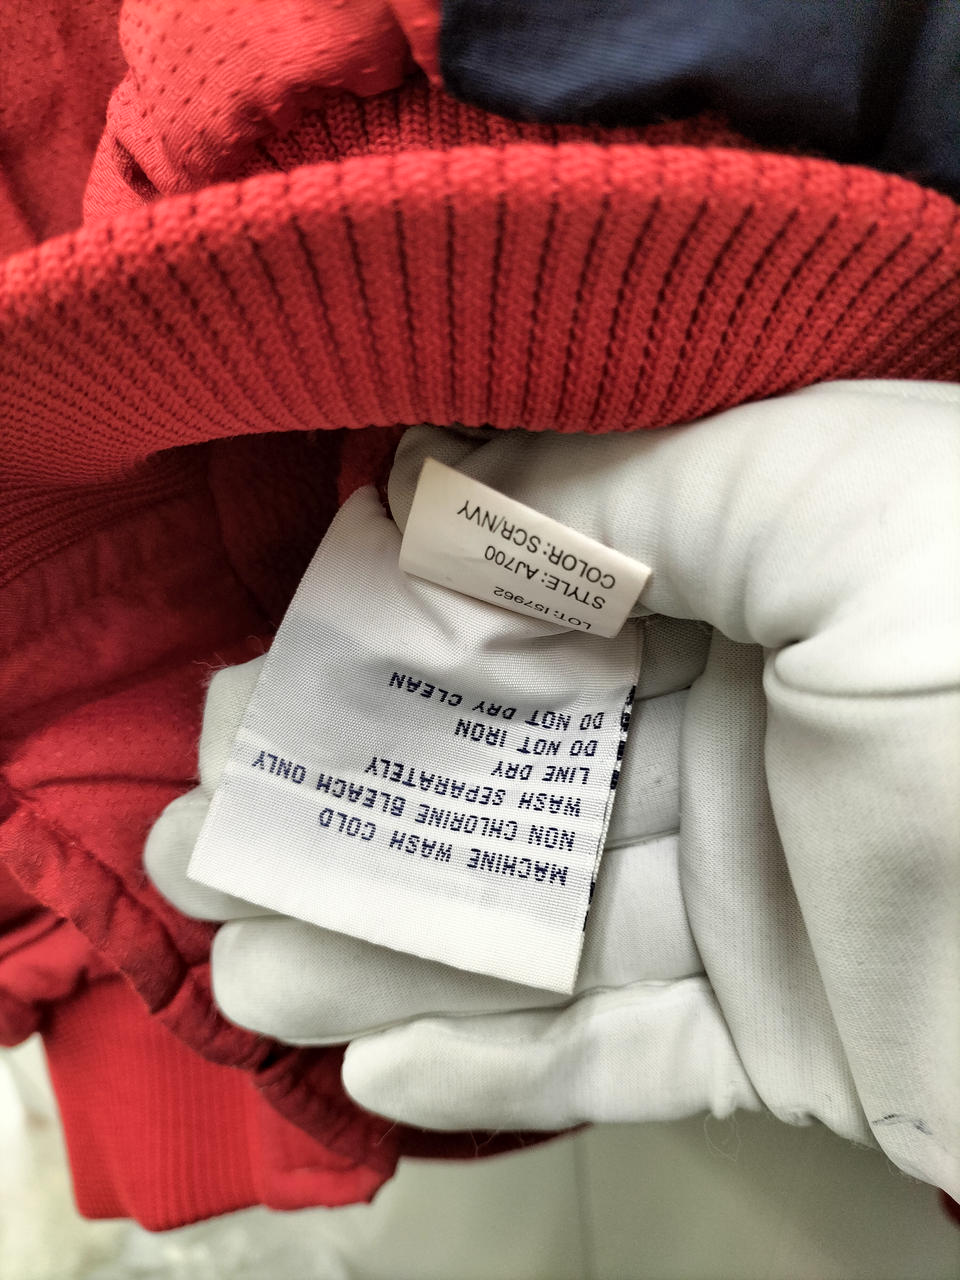 LOT: 157962
STYLE: AJ700
COLOR: SCR/NVY
MACHINE WASH COLD
NON CHLORINE BLEACH ONLY
WASH SEPARATELY
LINE DRY
DO NOT IRON
DO NOT DRY CLEAN